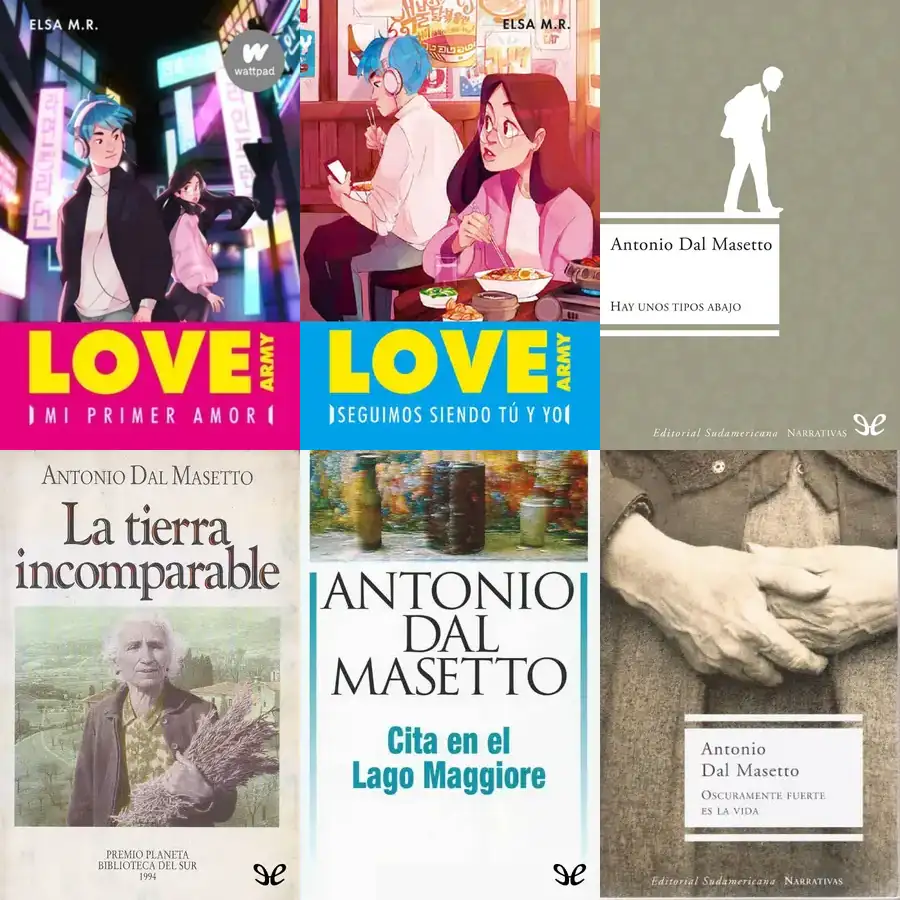 ELSA M.R.
wattpad
LOVE
ARMY
MI PRIMER AMOR
ELSA M.R.
EAT
LOVE
ARMY
SEGUIMOS SIENDO TÚ Y YO
Antonio Dal Masetto
HAY UNOS TIPOS ABAJO
Editorial Sudamericana NARRATIVAS
ANTONIO DAL MASETTO
La tierra
incomparable
PREMIO PLANETA
BIBLIOTECA DEL SUR
1994
ANTONIO
DAL
MASETTO
Cita en el
Lago Maggiore
Antonio
Dal Masetto
OSCURAMENTE FUERTE
ES LA VIDA
Editorial Sudamericana NARRATIVAS